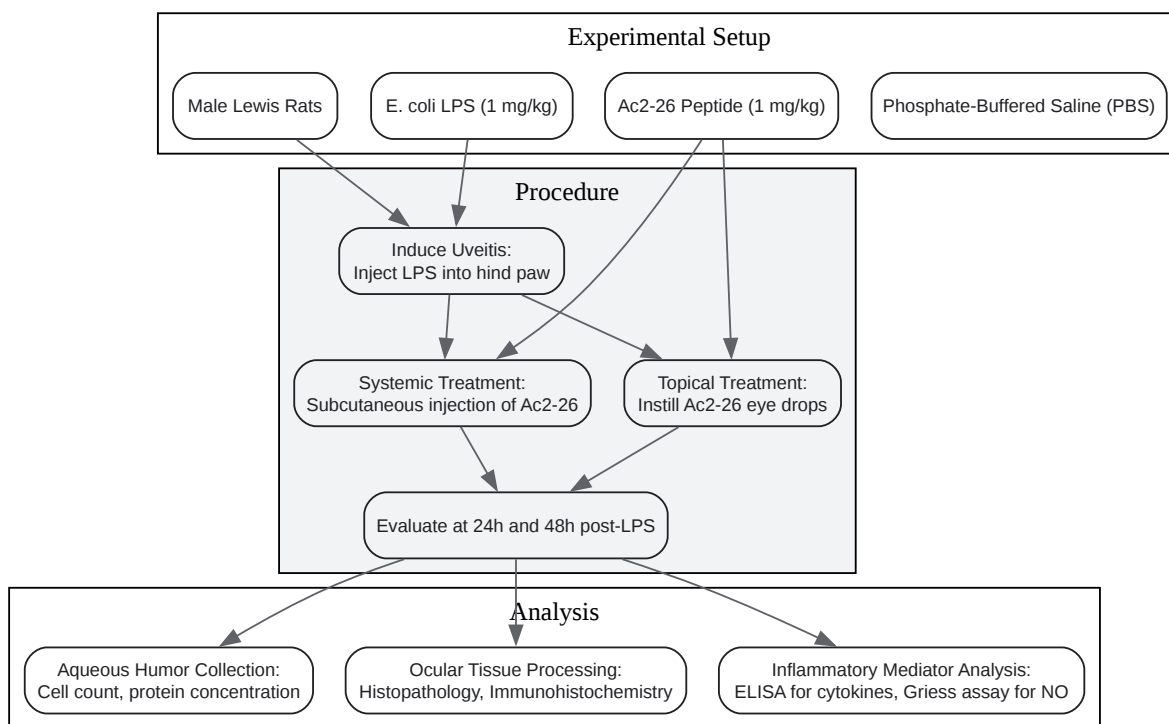 Experimental Setup
Male Lewis Rats
E. coli LPS (1 mg/kg)
Ac2-26 Peptide (1 mg/kg)
Phosphate-Buffered Saline (PBS)
Procedure
Induce Uveitis:
Inject LPS into hind paw
Systemic Treatment:
Subcutaneous injection of Ac2-26
Topical Treatment:
Instill Ac2-26 eye drops
Evaluate at 24h and 48h post-LPS
Analysis
Aqueous Humor Collection:
Cell count, protein concentration
Ocular Tissue Processing:
Histopathology, Immunohistochemistry
Inflammatory Mediator Analysis:
ELISA for cytokines, Griess assay for NO